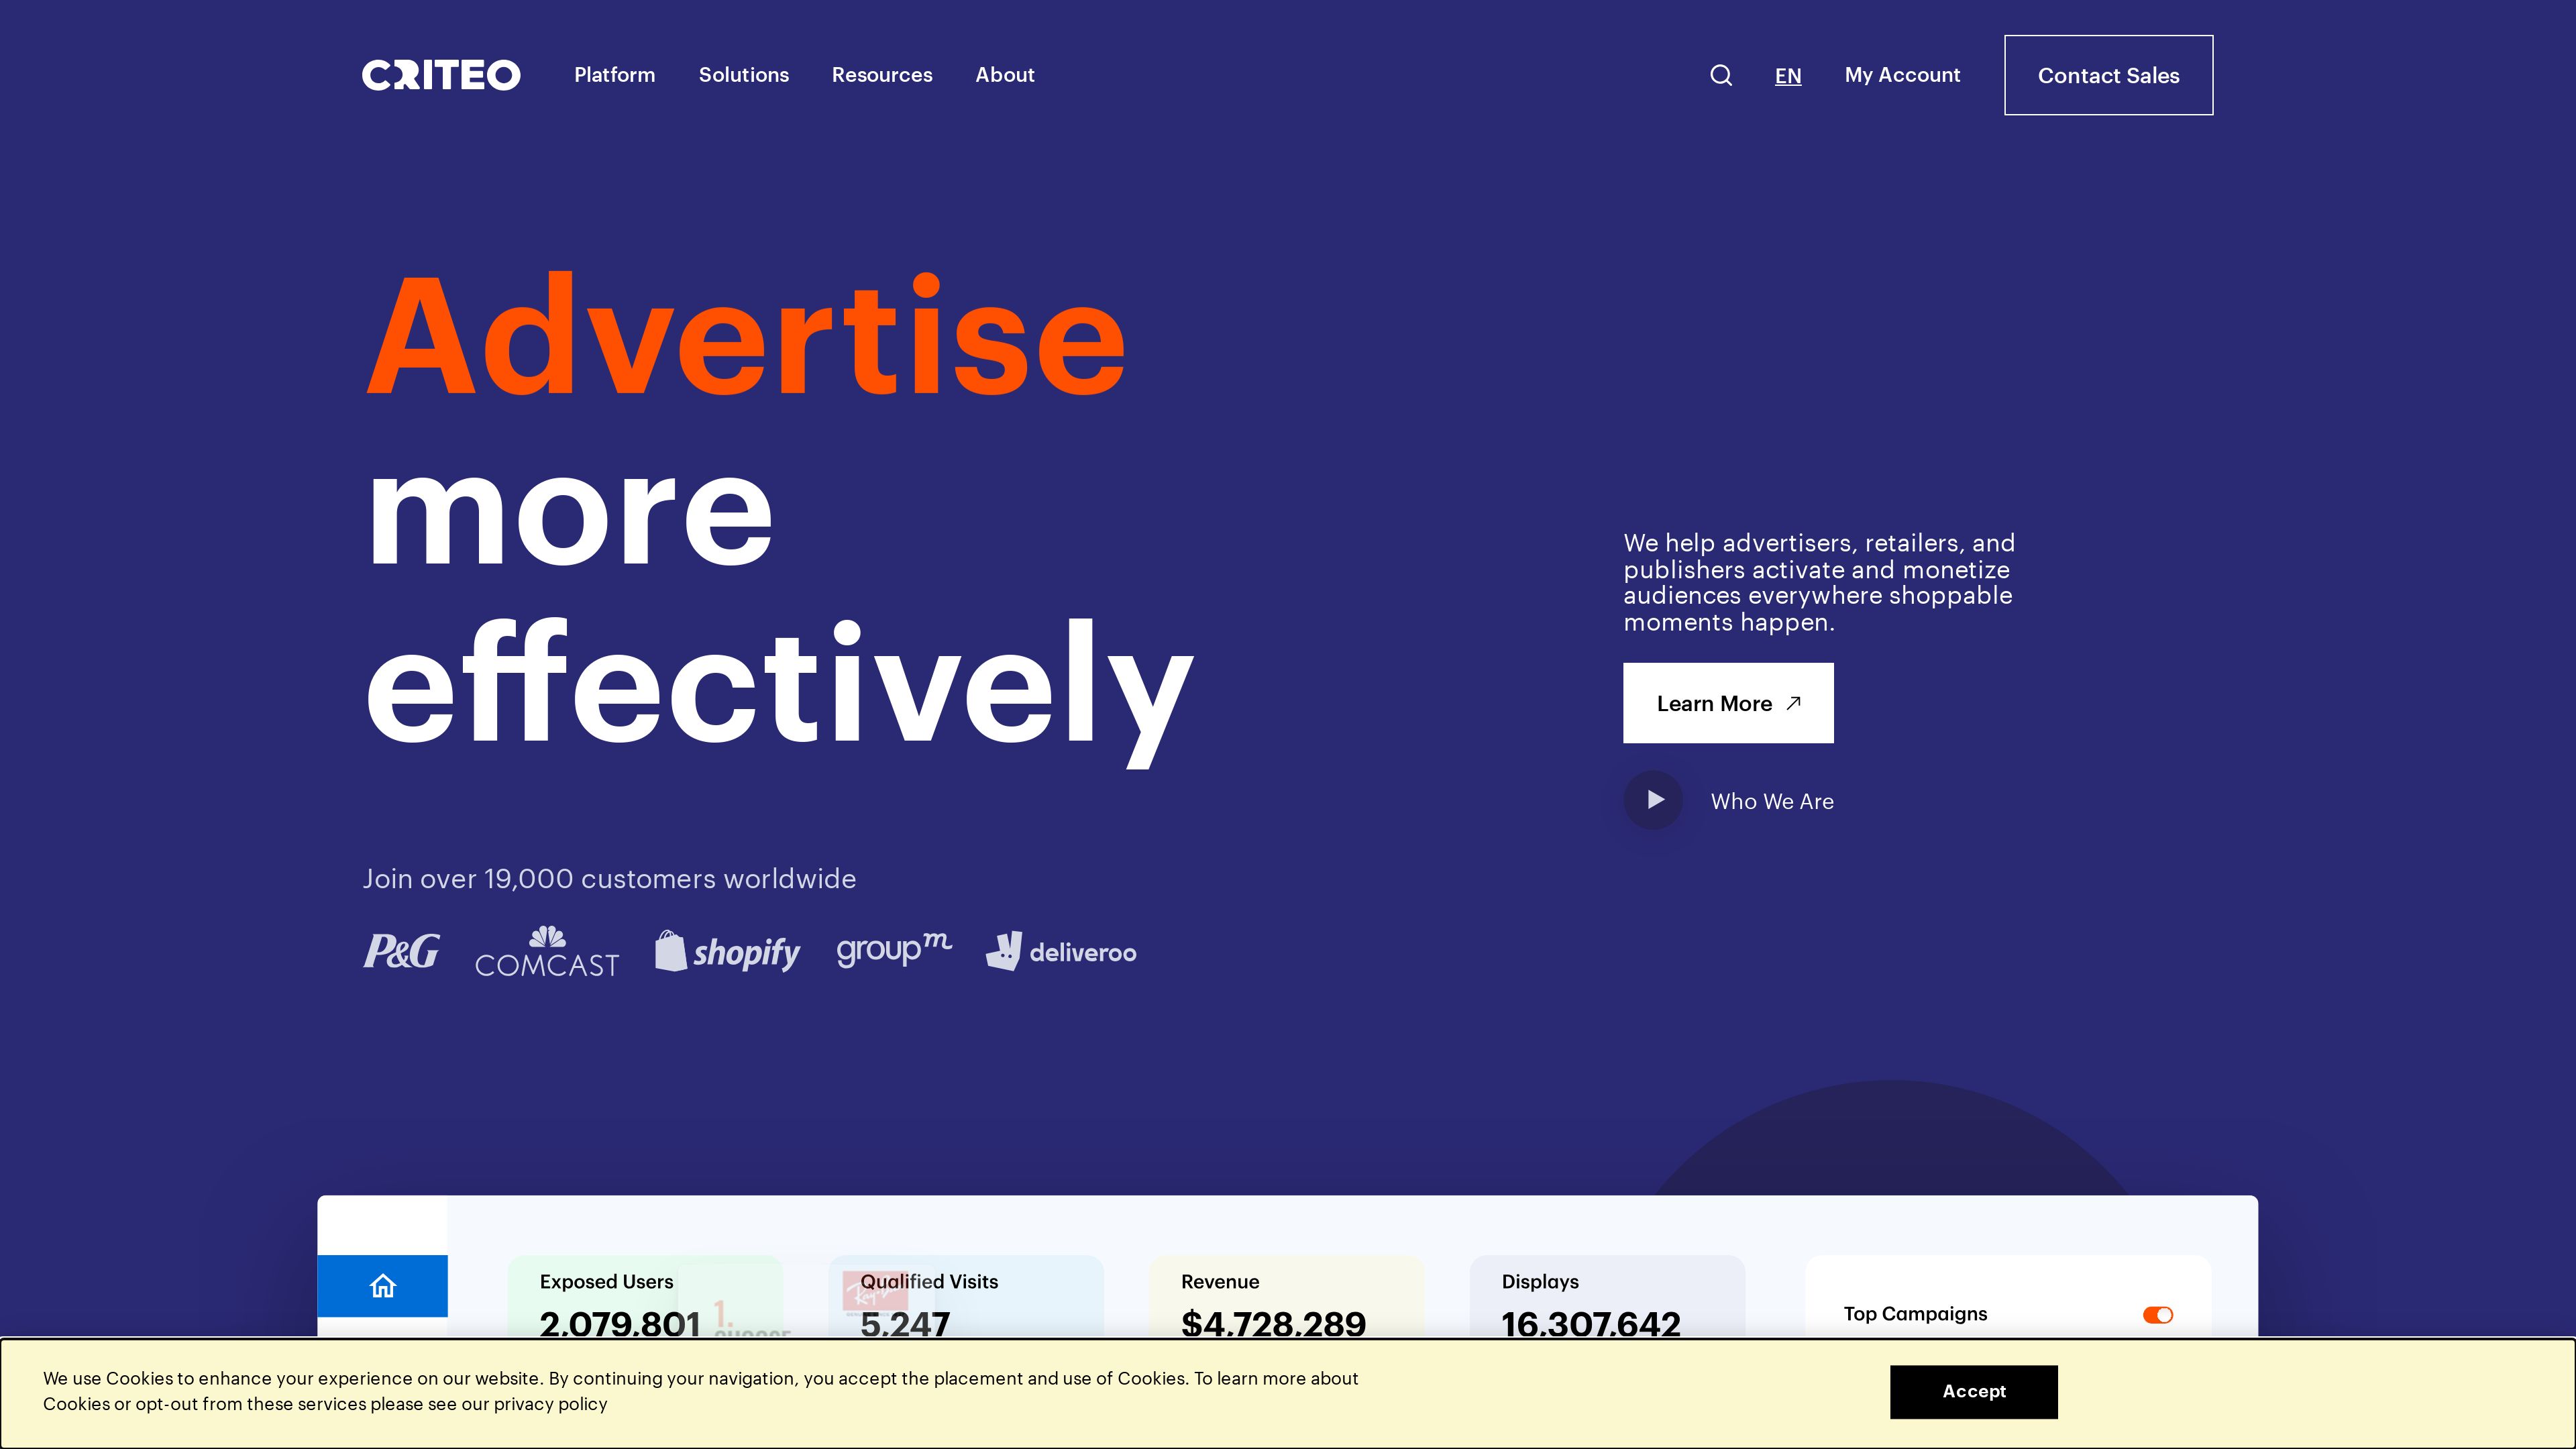 CRITEO
Platform
Solutions
Resources
About
EN
My Account
Contact Sales
Advertise
more
effectively
We help advertisers, retailers, and
publishers activate and monetize
audiences everywhere shoppable
moments happen.
Learn More
Who We Are
Join over 19,000 customers worldwide
P&G
COMCAST
shopify
groupm
deliveroo
Exposed Users
2,079,801
1.
CHOOSE
Ray-Ban
Qualified Visits
5,247
Revenue
$4,728,289
Displays
16,307,642
Top Campaigns
We use Cookies to enhance your experience on our website. By continuing your navigation, you accept the placement and use of Cookies. To learn more about
Cookies or opt-out from these services please see our privacy policy
Accept